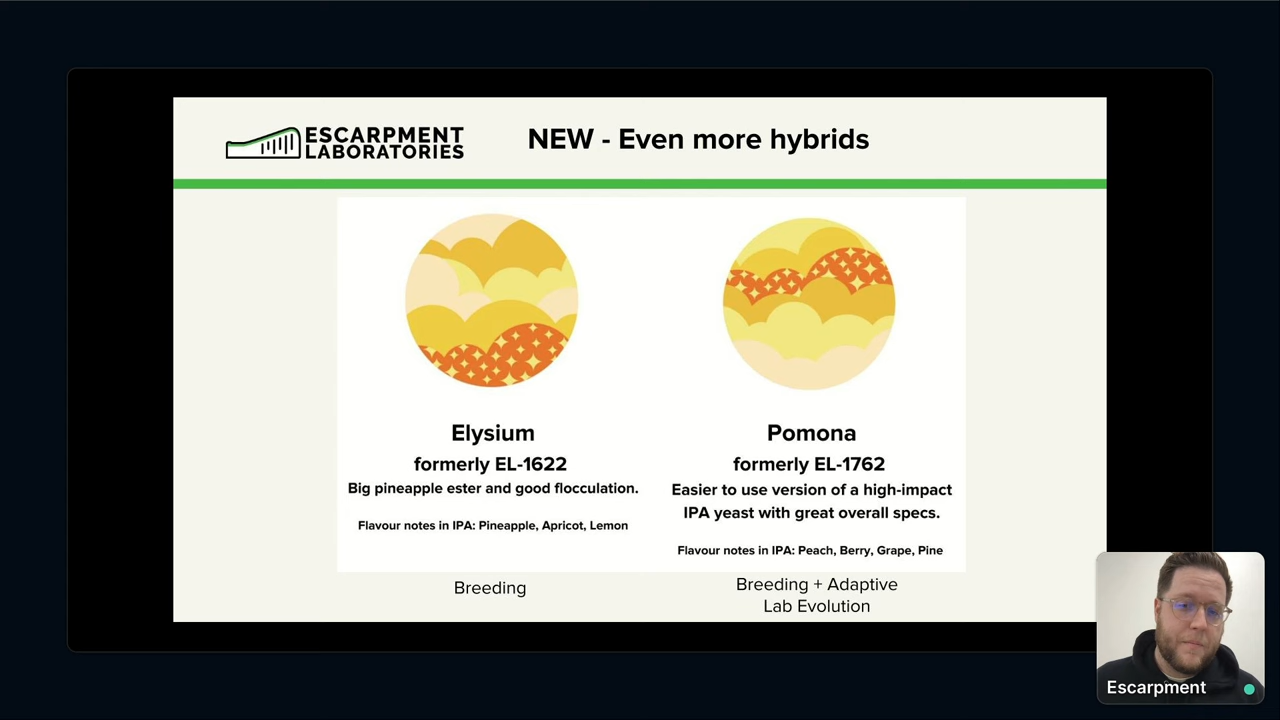 ESCARPMENT
LABORATORIES
NEW - Even more hybrids
Elysium
formerly EL-1622
Big pineapple ester and good flocculation.
Flavour notes in IPA: Pineapple, Apricot, Lemon
Breeding
Pomona
formerly EL-1762
Easier to use version of a high-impact
IPA yeast with great overall specs.
Flavour notes in IPA: Peach, Berry, Grape, Pine
Breeding + Adaptive
Lab Evolution
Escarpment